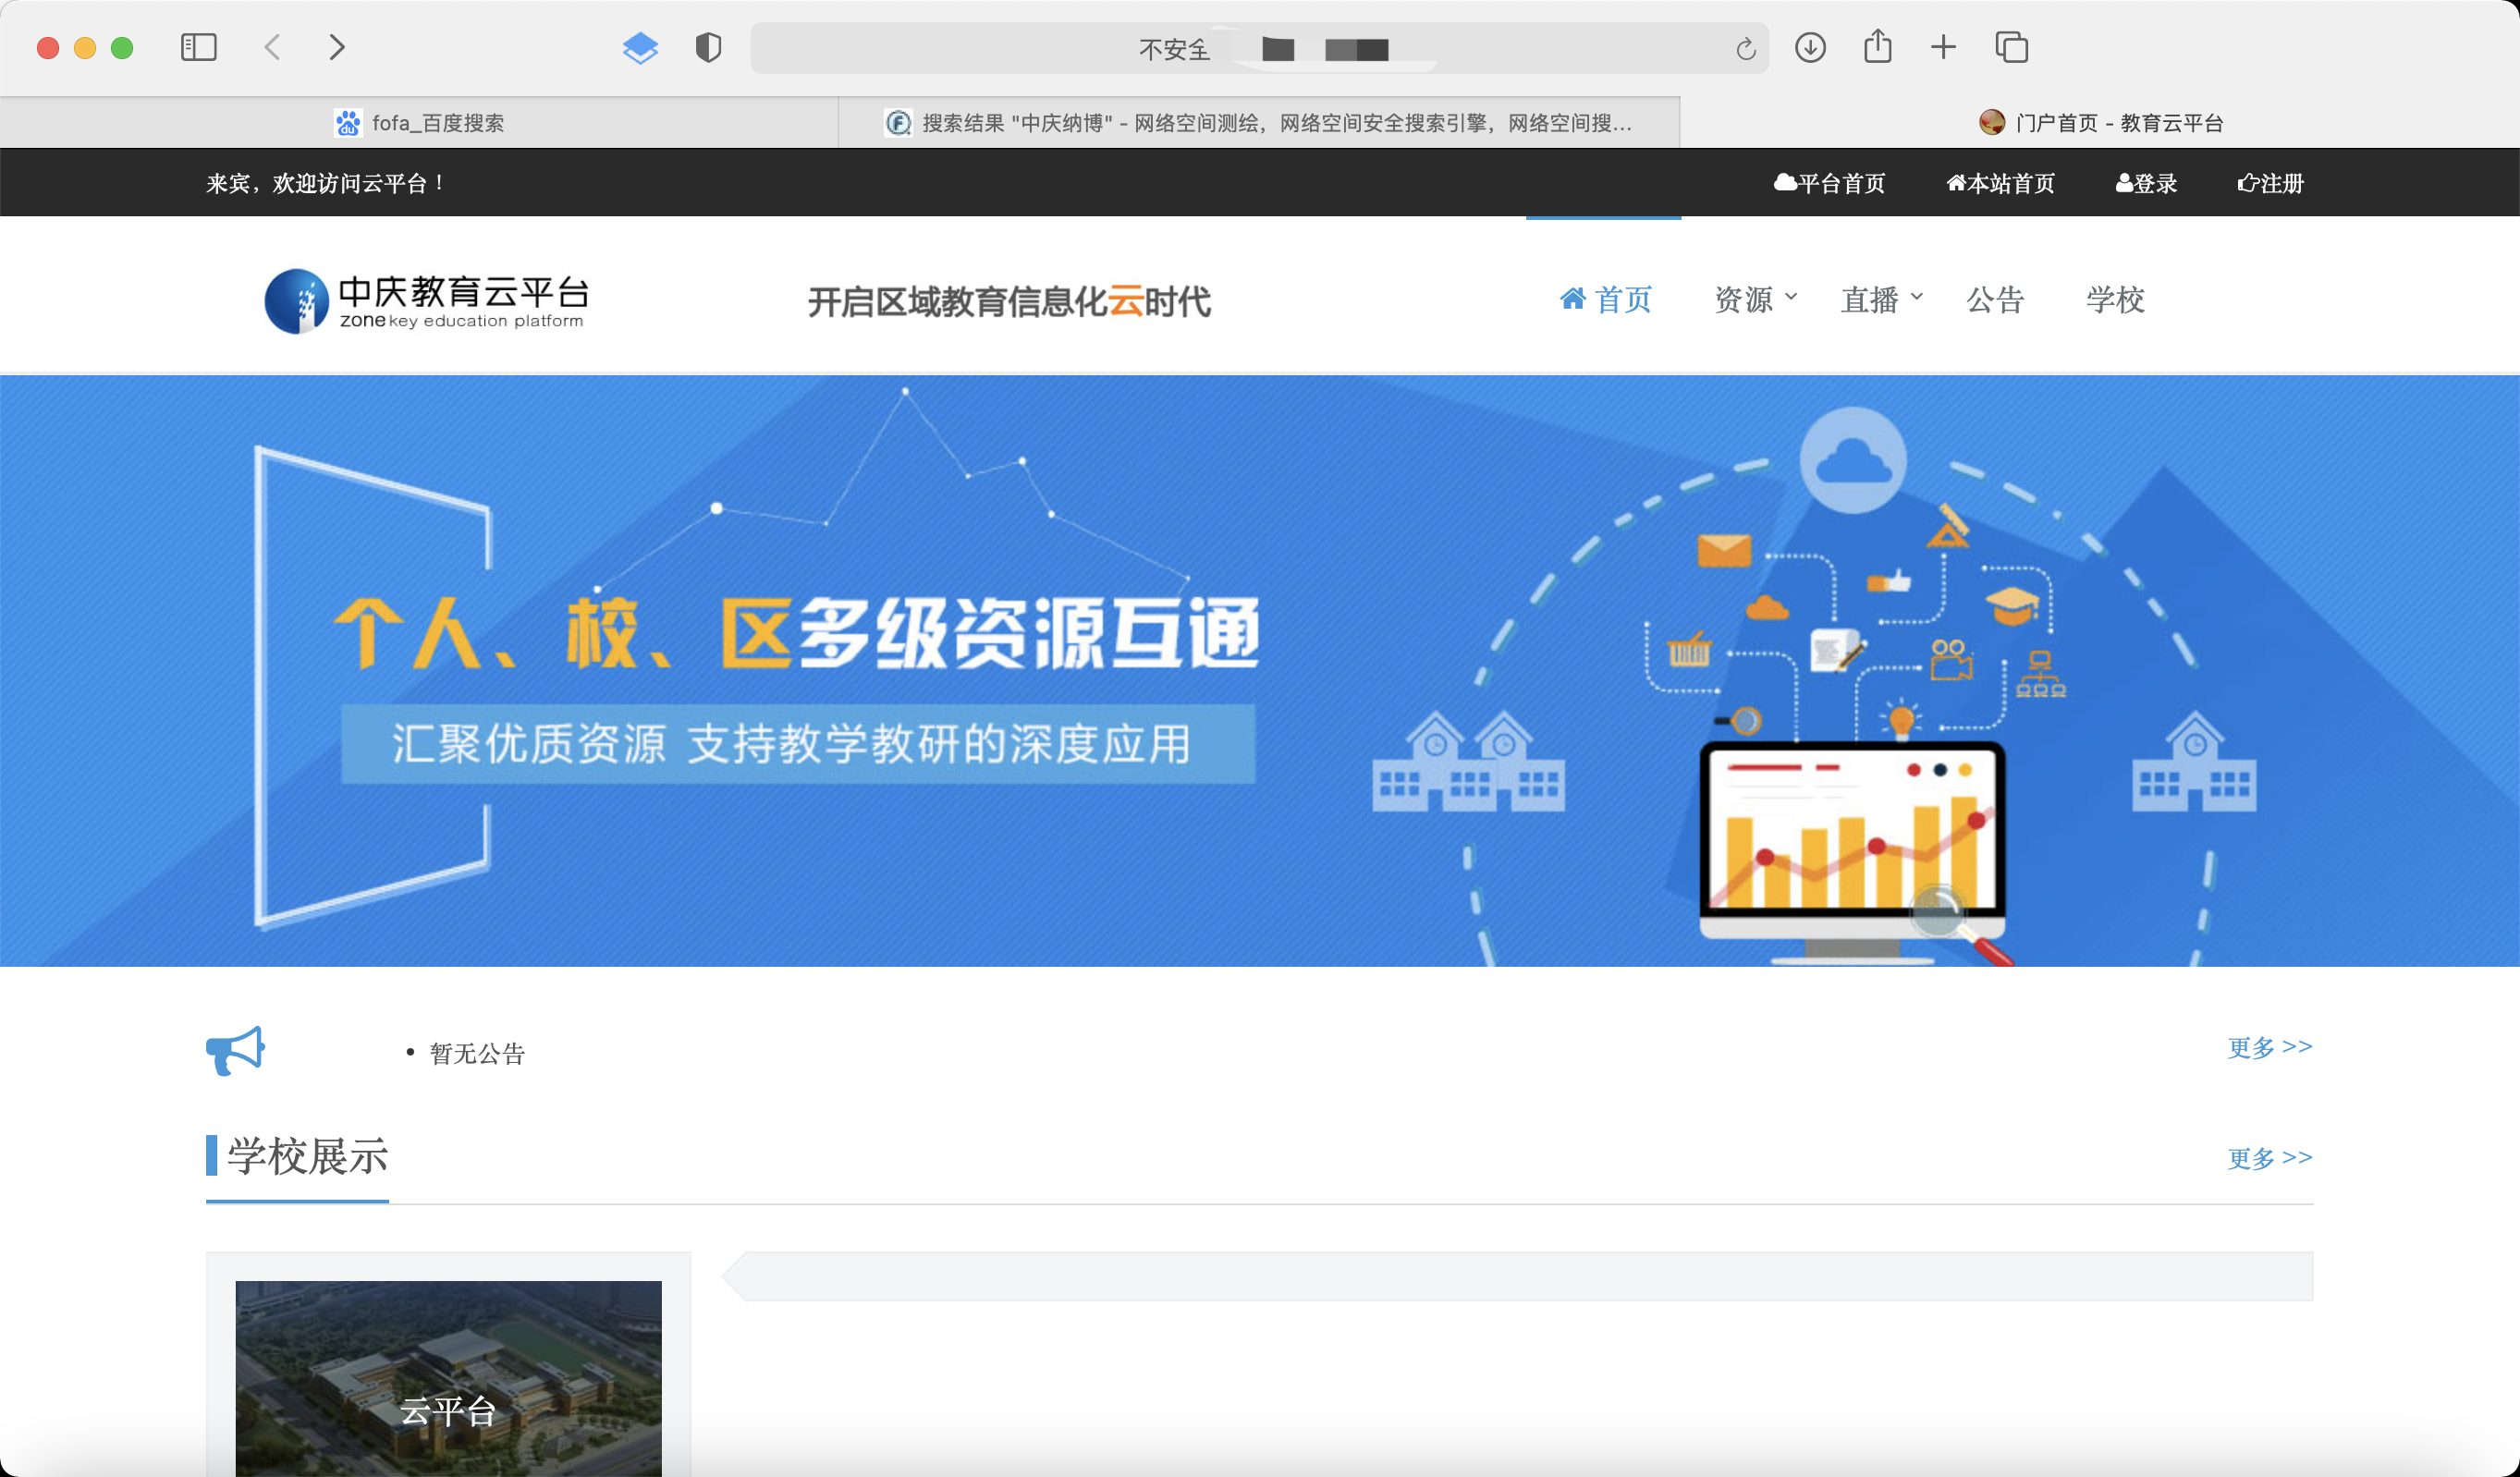 不安全
fofa_百度搜索
搜索结果 "中庆纳博" - 网络空间测绘，网络空间安全搜索引擎，网络空间搜...
门户首页 - 教育云平台
来宾，欢迎访问云平台！
平台首页
本站首页
登录
注册
中庆教育云平台
zonekey education platform
开启区域教育信息化云时代
首页
资源
直播
公告
学校
个人、校、区多级资源互通
汇聚优质资源 支持教学教研的深度应用
暂无公告
更多 >>
学校展示
更多 >>
云平台